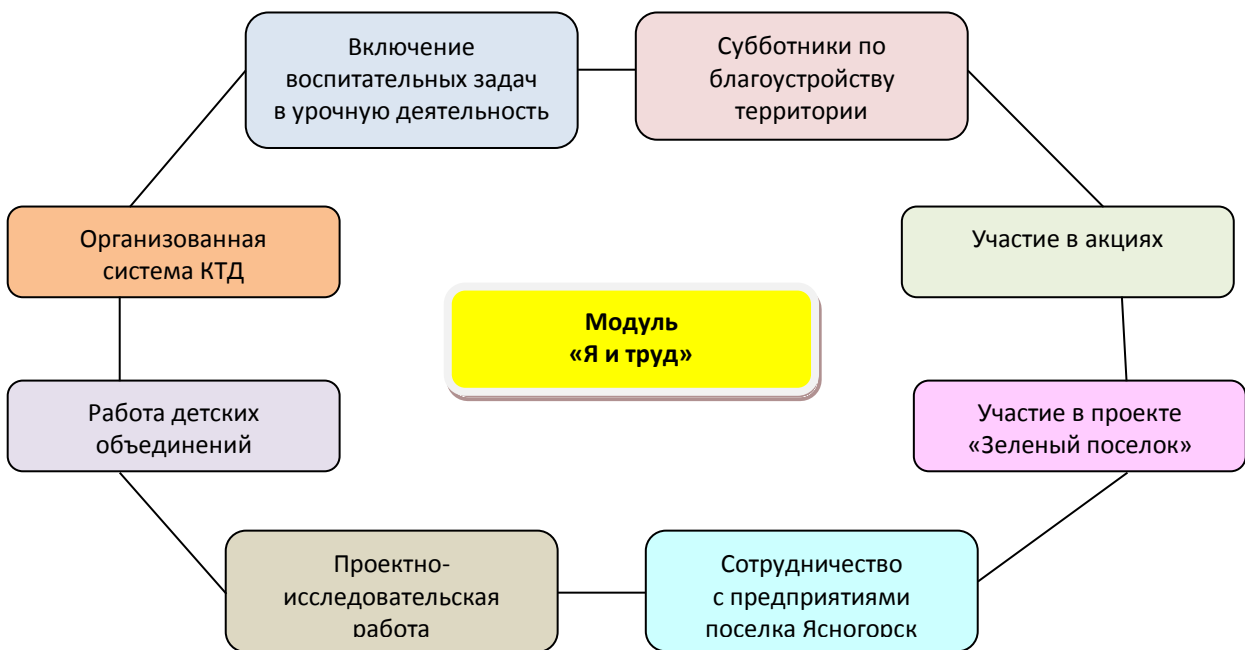 Включение
воспитательных задач
в урочную деятельность
Субботники по
благоустройству
территории
Организованная
система КТД
Участие в акциях
Модуль
«Я и труд»
Работа детских
объединений
Участие в проекте
«Зеленый поселок»
Проектно-
исследовательская
работа
Сотрудничество
с предприятиями
поселка Ясногорск